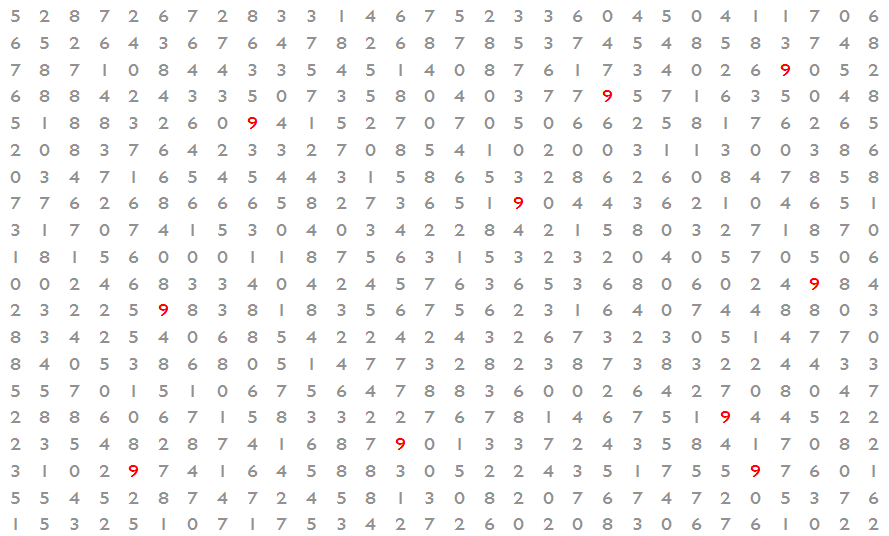 5 2 8 7 2 6 7 2 8 3 3 1 4 6 7 5 2 3 3 6 0 4 5 0 4 1 1 7 0 6
6 5 2 6 4 3 6 7 6 4 7 8 2 6 8 7 8 5 3 7 4 5 4 8 5 8 3 7 4 8
7 8 7 1 0 8 4 4 3 3 5 4 5 1 4 0 8 7 6 1 7 3 4 0 2 6 9 0 5 2
6 8 8 4 2 4 3 3 5 0 7 3 5 8 0 4 0 3 7 7 9 5 7 1 6 3 5 0 4 8
5 1 8 8 3 2 6 0 9 4 1 5 2 7 0 7 0 5 0 6 6 2 5 8 1 7 6 2 6 5
2 0 8 3 7 6 4 2 3 3 2 7 0 8 5 4 1 0 2 0 0 3 1 1 3 0 0 3 8 6
0 3 4 7 1 6 5 4 5 4 4 3 1 5 8 6 5 3 2 8 6 2 6 0 8 4 7 8 5 8
7 7 6 2 6 8 6 6 6 5 8 2 7 3 6 5 1 9 0 4 4 3 6 2 1 0 4 6 5 1
3 1 7 0 7 4 1 5 3 0 4 0 3 4 2 2 8 4 2 1 5 8 0 3 2 7 1 8 7 0
1 8 1 5 6 0 0 0 1 1 8 7 5 6 3 1 5 3 2 3 2 0 4 0 5 7 0 5 0 6
0 0 2 4 6 8 3 3 4 0 4 2 4 5 7 6 3 6 5 3 6 8 0 6 0 2 4 9 8 4
2 3 2 2 5 9 8 3 8 1 8 3 5 6 7 5 6 2 3 1 6 4 0 7 4 4 8 8 0 3
8 3 4 2 5 4 0 6 8 5 4 2 2 4 2 4 3 2 6 7 3 2 3 0 5 1 4 7 7 0
8 4 0 5 3 8 6 8 0 5 1 4 7 7 3 2 8 2 3 8 7 3 8 3 2 2 4 4 3 3
5 5 7 0 1 5 1 0 6 7 5 6 4 7 8 8 3 6 0 0 2 6 4 2 7 0 8 0 4 7
2 8 8 6 0 6 7 1 5 8 3 3 2 2 7 6 7 8 1 4 6 7 5 1 9 4 4 5 2 2
2 3 5 4 8 2 8 7 4 1 6 8 7 9 0 1 3 3 7 2 4 3 5 8 4 1 7 0 8 2
3 1 0 2 9 7 4 1 6 4 5 8 8 3 0 5 2 2 4 3 5 1 7 5 5 9 7 6 0 1
5 5 4 5 2 8 7 4 7 2 4 5 8 1 3 0 8 2 0 7 6 7 4 7 2 0 5 3 7 6
1 5 3 2 5 1 0 7 1 7 5 3 4 2 7 2 6 0 2 0 8 3 0 6 7 6 1 0 2 2